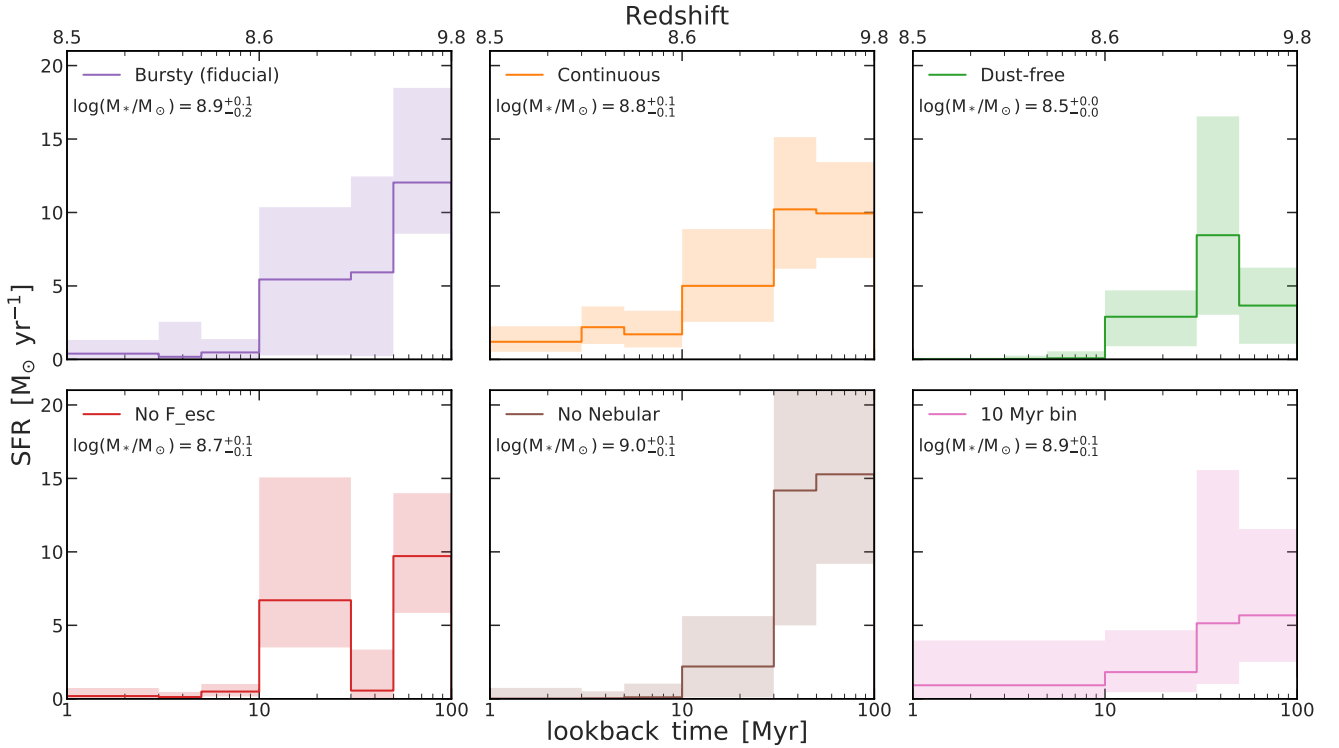 Redshift
8.5 8.6 9.8 8.5 8.6 9.8 8.5 8.6 9.8
20 Bursty (fiducial) Continuous Dust-free
log(M*/M⊙) = 8.9 +0.1 −0.2 log(M*/M⊙) = 8.8 +0.1 −0.1 log(M*/M⊙) = 8.5 +0.0 −0.0
15
10
5
0
SFR [M⊙ yr−1]
20 No F_esc No Nebular 10 Myr bin
log(M*/M⊙) = 8.7 +0.1 −0.1 log(M*/M⊙) = 9.0 +0.1 −0.1 log(M*/M⊙) = 8.9 +0.1 −0.1
15
10
5
0
1 10 100 1 10 100 1 10 100
lookback time [Myr]